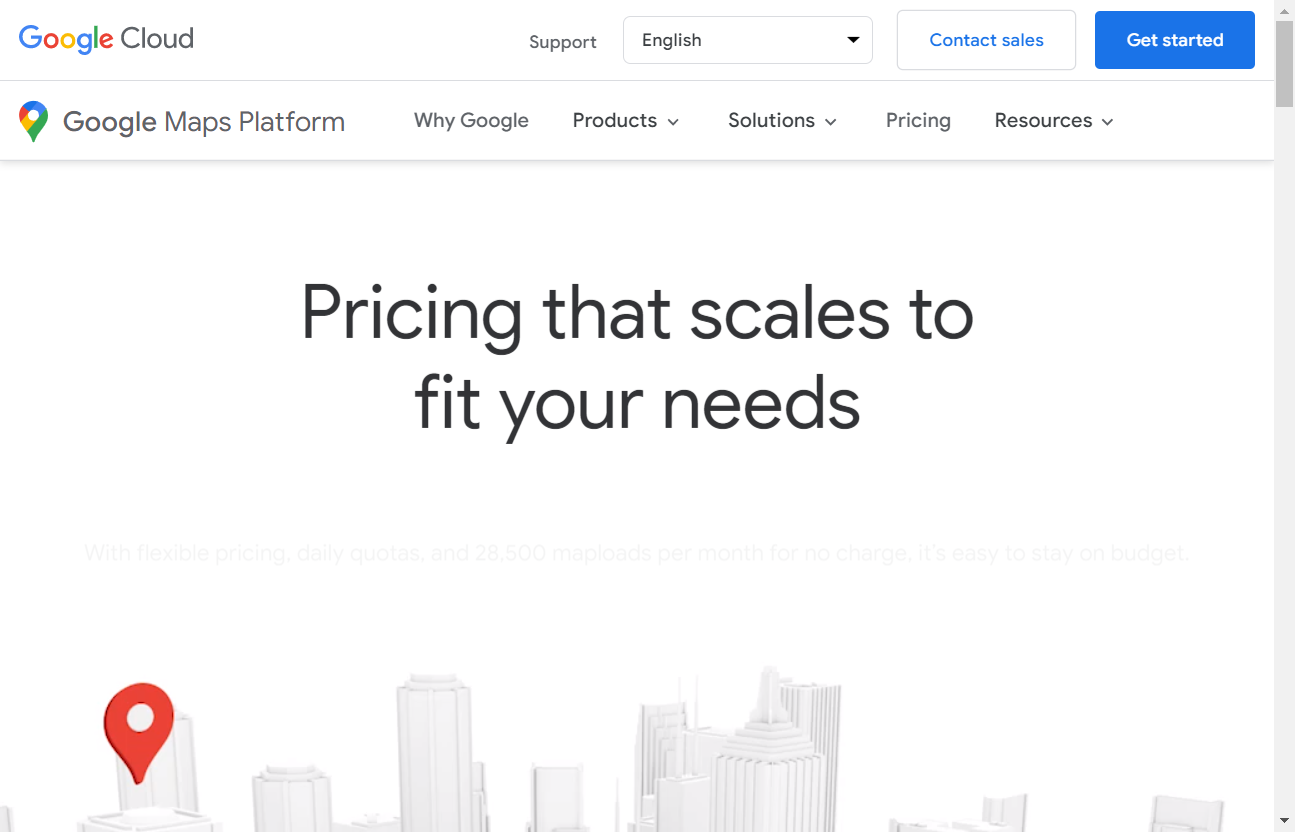 Google Cloud
Support
English
Contact sales
Get started
Google Maps Platform
Why Google
Products
Solutions
Pricing
Resources
Pricing that scales to
fit your needs
With flexible pricing, daily quotas, and 28,500 maploads per month for no charge, it's easy to stay on budget.